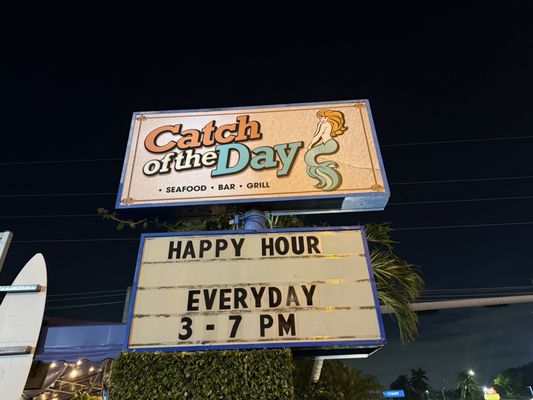 Catch
of the Day
SEAFOOD • BAR • GRILL
HAPPY HOUR
EVERYDAY
3 - 7 PM